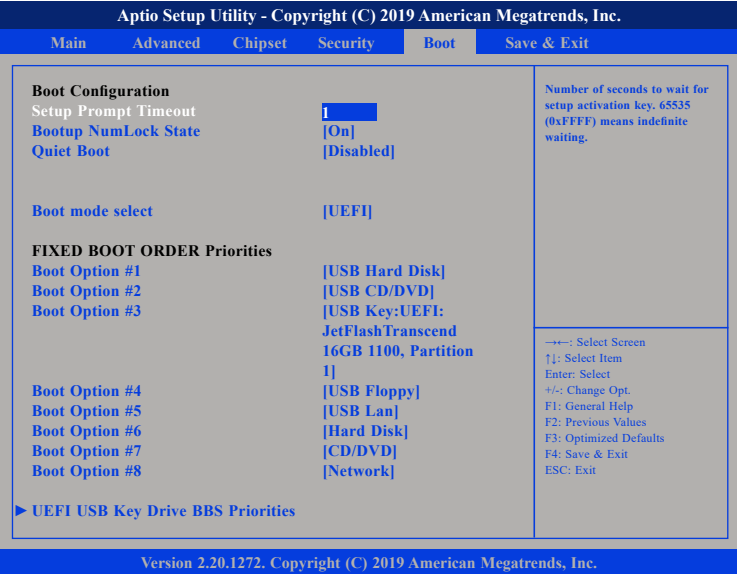 Aptio Setup Utility - Copyright (C) 2019 American Megatrends, Inc.
Main Advanced Chipset Security Boot Save & Exit
Boot Configuration
Setup Prompt Timeout 1
Bootup NumLock State [On]
Quiet Boot [Disabled]
Boot mode select [UEFI]
FIXED BOOT ORDER Priorities
Boot Option #1 [USB Hard Disk]
Boot Option #2 [USB CD/DVD]
Boot Option #3 [USB Key:UEFI:
JetFlashTranscend
16GB 1100, Partition
1]
Boot Option #4 [USB Floppy]
Boot Option #5 [USB Lan]
Boot Option #6 [Hard Disk]
Boot Option #7 [CD/DVD]
Boot Option #8 [Network]
► UEFI USB Key Drive BBS Priorities
Number of seconds to wait for
setup activation key. 65535
(0xFFFF) means indefinite
waiting.
→←: Select Screen
↑↓: Select Item
Enter: Select
+/-: Change Opt.
F1: General Help
F2: Previous Values
F3: Optimized Defaults
F4: Save & Exit
ESC: Exit
Version 2.20.1272. Copyright (C) 2019 American Megatrends, Inc.